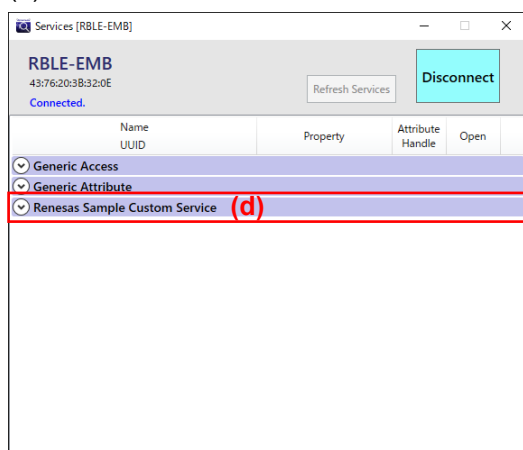 Services [RBLE-EMB]
RBLE-EMB
43:76:20:3B:32:0E
Connected.
Refresh Services
Disconnect
Name
UUID
Property
Attribute
Handle
Open
Generic Access
Generic Attribute
Renesas Sample Custom Service (d)